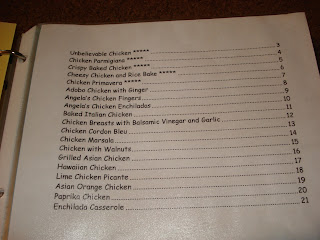 Unbelievable Chicken ***** 3
Chicken Parmigiana ***** 4
Crispy Baked Chicken ***** 5
Cheesy Chicken and Rice Bake ***** 6
Chicken Primavera ***** 7
Adobo Chicken with Ginger 8
Angela's Chicken Fingers 9
Angela's Chicken Enchiladas 10
Baked Italian Chicken 11
Chicken Breasts with Balsamic Vinegar and Garlic 12
Chicken Cordon Bleu 13
Chicken Marsala 14
Chicken with Walnuts 15
Grilled Asian Chicken 16
Hawaiian Chicken 17
Lime Chicken Picante 18
Asian Orange Chicken 19
Paprika Chicken 20
Enchilada Casserole 21